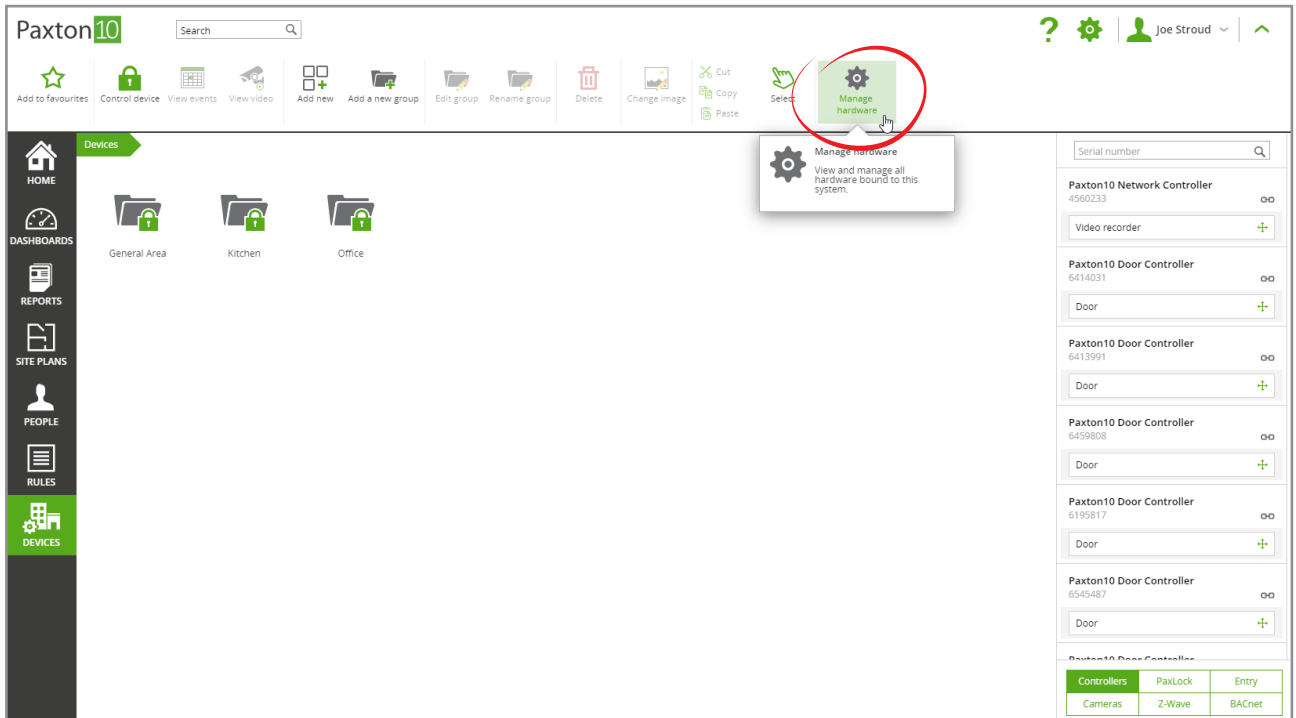 Paxton10
Search
Joe Stroud
Add to favourites
Control device
View events
View video
Add new
Add a new group
Edit group
Rename group
Delete
Change image
Cut
Copy
Paste
Select
Manage
hardware
Manage hardware
View and manage all
hardware bound to this
system.
HOME
DASHBOARDS
REPORTS
SITE PLANS
PEOPLE
RULES
DEVICES
Devices
General Area
Kitchen
Office
Serial number
Paxton10 Network Controller
4560233
Video recorder
Paxton10 Door Controller
6414031
Door
Paxton10 Door Controller
6413991
Door
Paxton10 Door Controller
6459808
Door
Paxton10 Door Controller
6195817
Door
Paxton10 Door Controller
6545487
Door
Paxton10 Door Controller
Controllers
PaxLock
Entry
Cameras
Z-Wave
BACnet